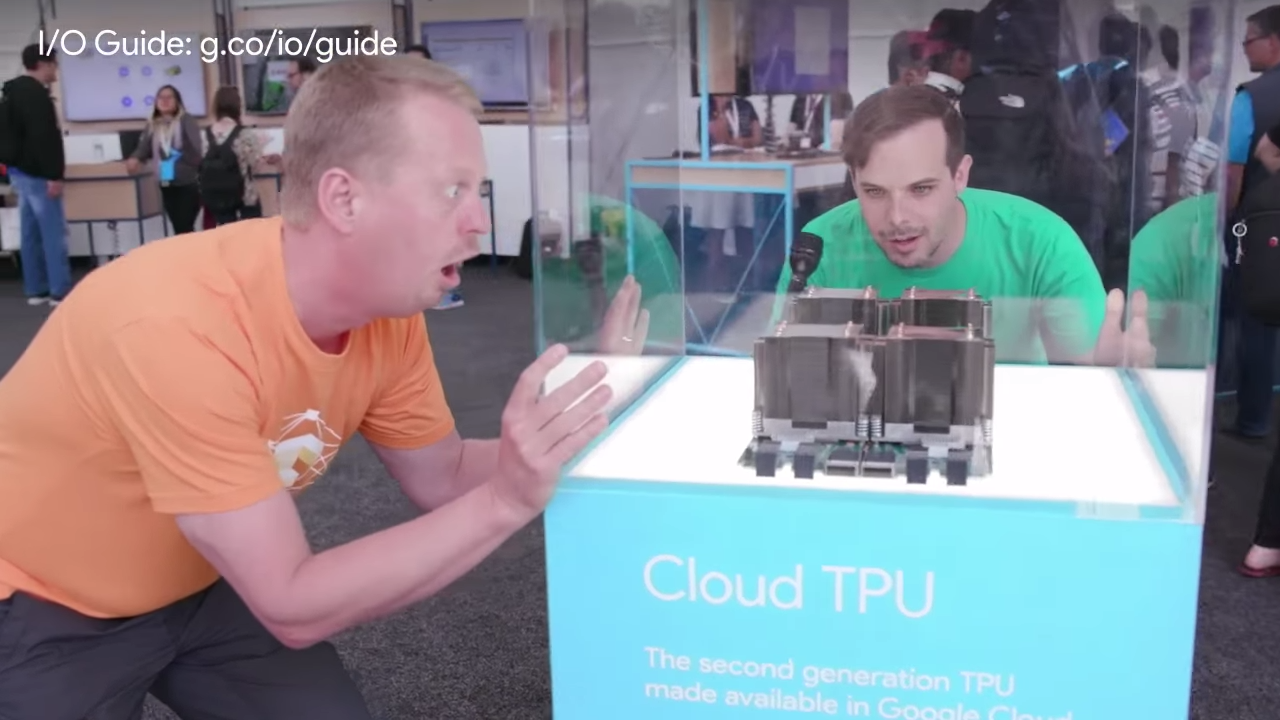 I/O Guide: g.co/io/guide
Cloud TPU
The second generation TPU
made available in Google Cloud